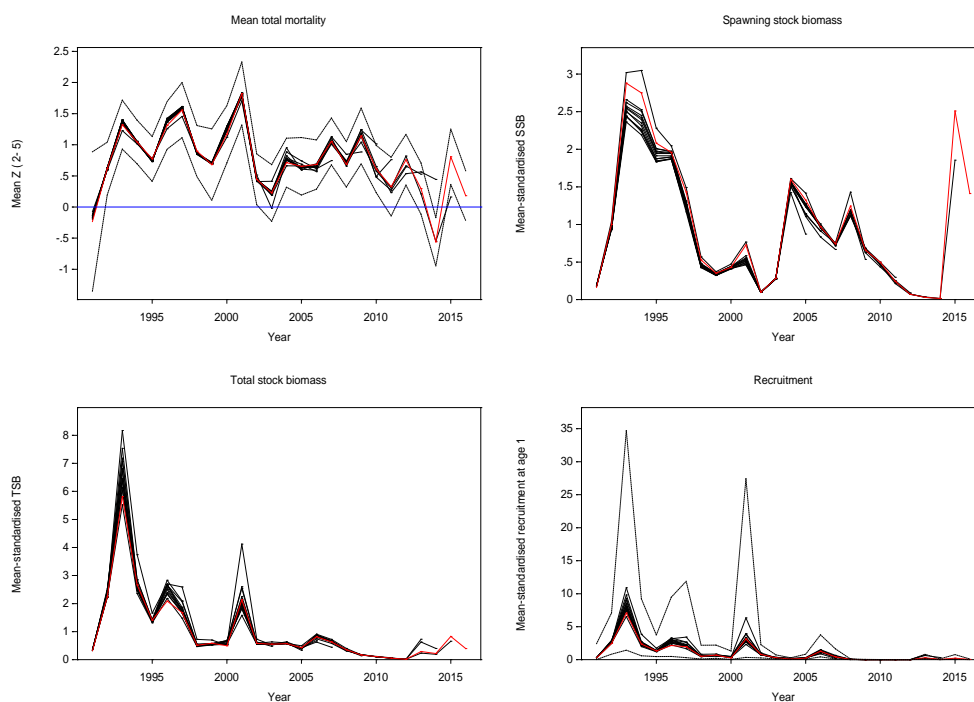 Mean total mortality
Mean Z ( 2- 5)
2.5
2
1.5
1
.5
0
-.5
-1
1995 2000 2005 2010 2015
Year
Spawning stock biomass
Mean-standardised SSB
3
2.5
2
1.5
1
.5
0
1995 2000 2005 2010 2015
Year
Total stock biomass
Mean-standardised TSB
8
7
6
5
4
3
2
1
0
1995 2000 2005 2010 2015
Year
Recruitment
Mean-standardised recruitment at age 1
35
30
25
20
15
10
5
0
1995 2000 2005 2010 2015
Year